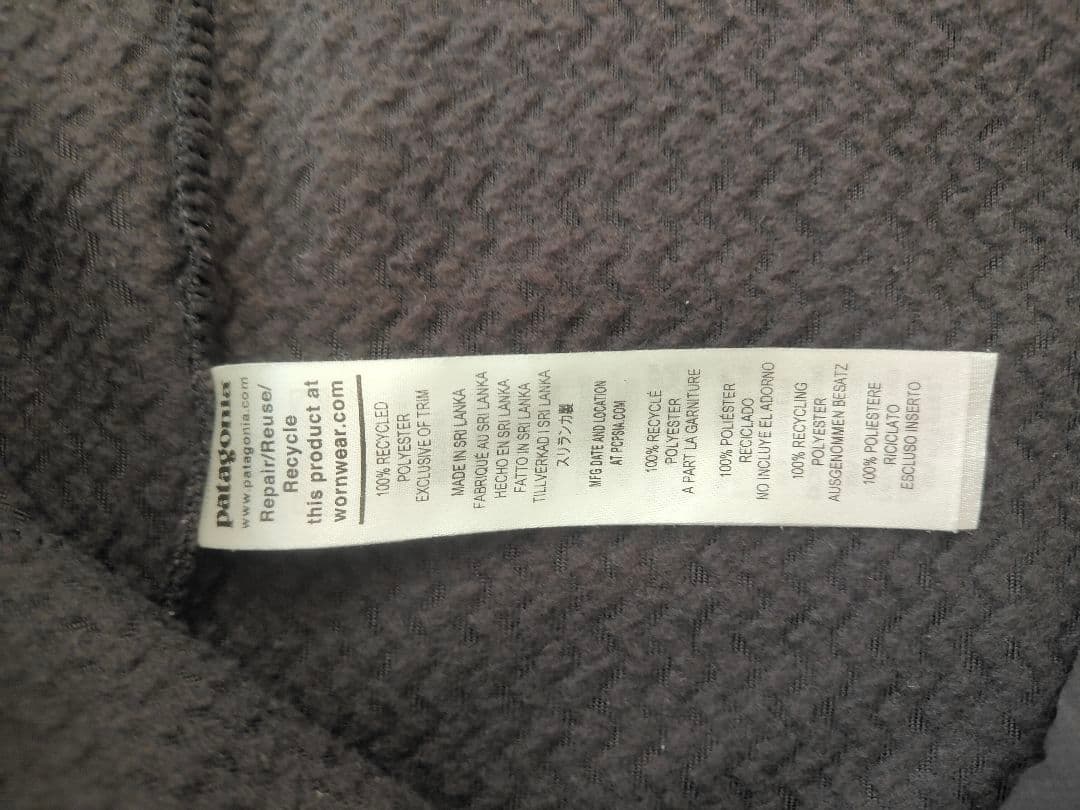 patagonia
www.patagonia.com
Repair/Reuse/
Recycle
this product at
wornwear.com
100% RECYCLED
POLYESTER
EXCLUSIVE OF TRIM
MADE IN SRI LANKA
FABRIQUÉ AU SRI LANKA
HECHO EN SRI LANKA
FATTO IN SRI LANKA
TILLVERKAD I SRI LANKA
スリランカ製
MFG DATE AND LOCATION
AT PCPSIA.COM
100% RECYCLÉ
POLYESTER
A PART LA GARNITURE
100% POLIÉSTER
RECICLADO
NO INCLUYE EL ADORNO
100% RECYCLING
POLYESTER
AUSGENOMMEN BESATZ
100% POLIESTERE
RICICLATO
ESCLUSO INSERTO